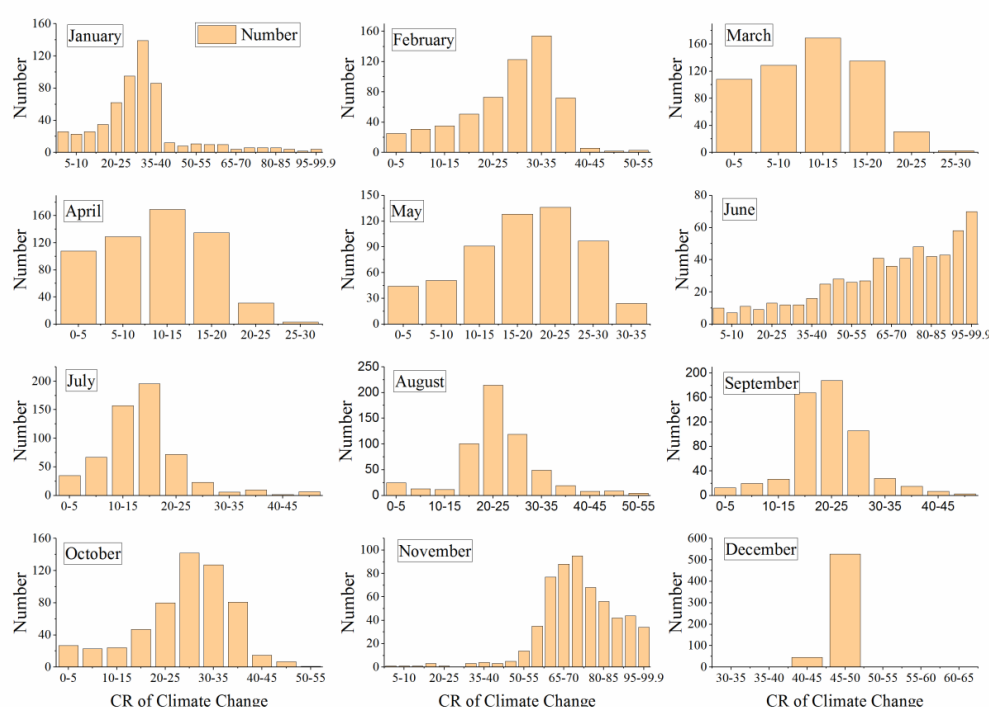 January
Number
Number
160
120
80
40
0
5-10 20-25 35-40 50-55 65-70 80-85 95-99.9
February
Number
160
120
80
40
0
0-5 10-15 20-25 30-35 40-45 50-55
March
Number
160
120
80
40
0
0-5 5-10 10-15 15-20 20-25 25-30
April
Number
160
120
80
40
0
0-5 5-10 10-15 15-20 20-25 25-30
May
Number
150
120
90
60
30
0
0-5 5-10 10-15 15-20 20-25 25-30 30-35
June
Number
80
60
40
20
0
5-10 20-25 35-40 50-55 65-70 80-85 95-99.9
July
Number
200
150
100
50
0
0-5 10-15 20-25 30-35 40-45
August
Number
250
200
150
100
50
0
0-5 10-15 20-25 30-35 40-45 50-55
September
Number
200
160
120
80
40
0
0-5 10-15 20-25 30-35 40-45
October
Number
160
120
80
40
0
0-5 10-15 20-25 30-35 40-45 50-55
CR of Climate Change
November
Number
100
80
60
40
20
0
5-10 20-25 35-40 50-55 65-70 80-85 95-99.9
CR of Climate Change
December
Number
600
500
400
300
200
100
0
30-35 35-40 40-45 45-50 50-55 55-60 60-65
CR of Climate Change